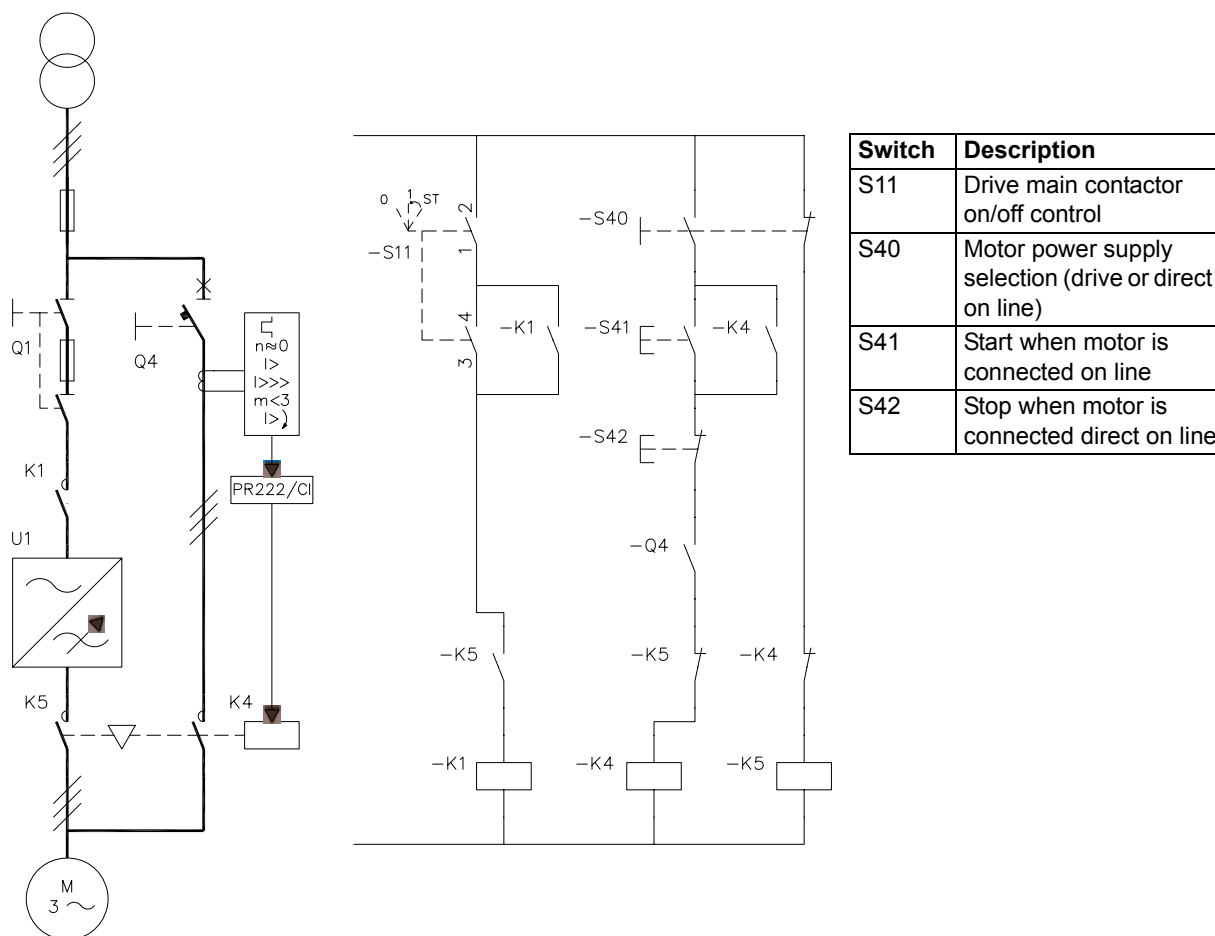 Q1
K1
U1
K5
M
3
Q4
n≈0
I>
I>>>
m<3
I>
PR222/CI
K4
0 1 ST
-S11
2
1
4
3
-K1
-K5
-K1
-S40
-S41
-K4
-S42
-Q4
-K5
-K4
-K4
-K5
Switch Description
S11 Drive main contactor
on/off control
S40 Motor power supply
selection (drive or direct
on line)
S41 Start when motor is
connected on line
S42 Stop when motor is
connected direct on line